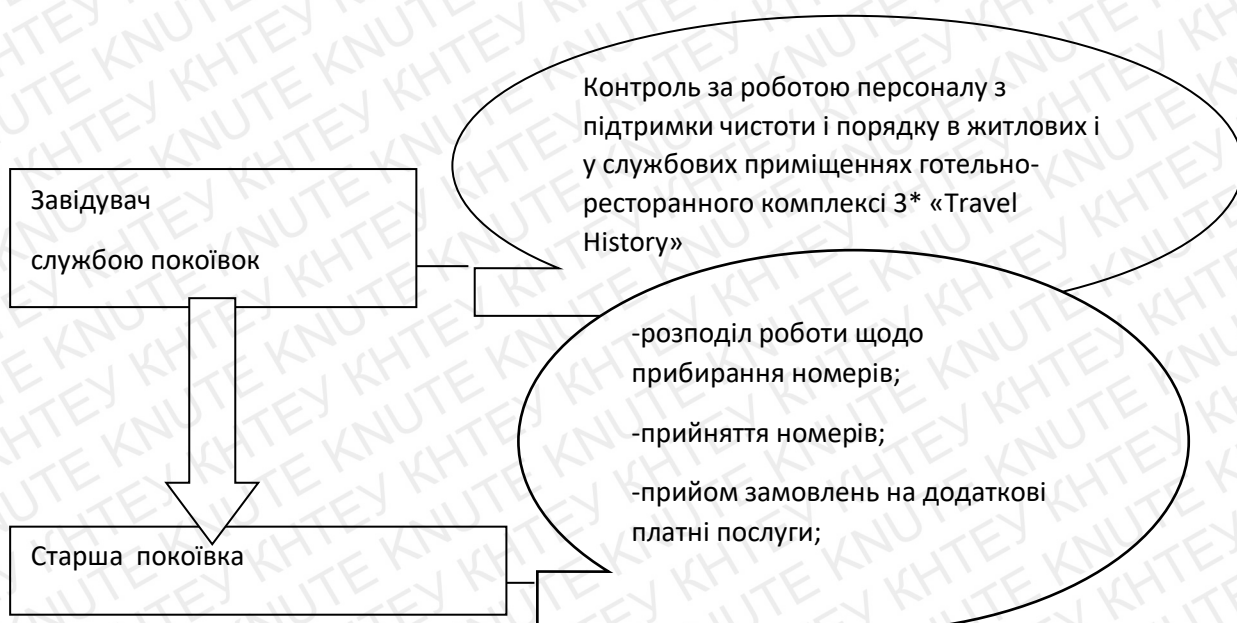 Контроль за роботою персоналу з
підтримки чистоти і порядку в житлових і
у службових приміщеннях готельно-
ресторанного комплексі 3* «Travel
History»
Завідувач
службою покоївок
-розподіл роботи щодо
прибирання номерів;
-прийняття номерів;
-прийом замовлень на додаткові
платні послуги;
Старша покоївка